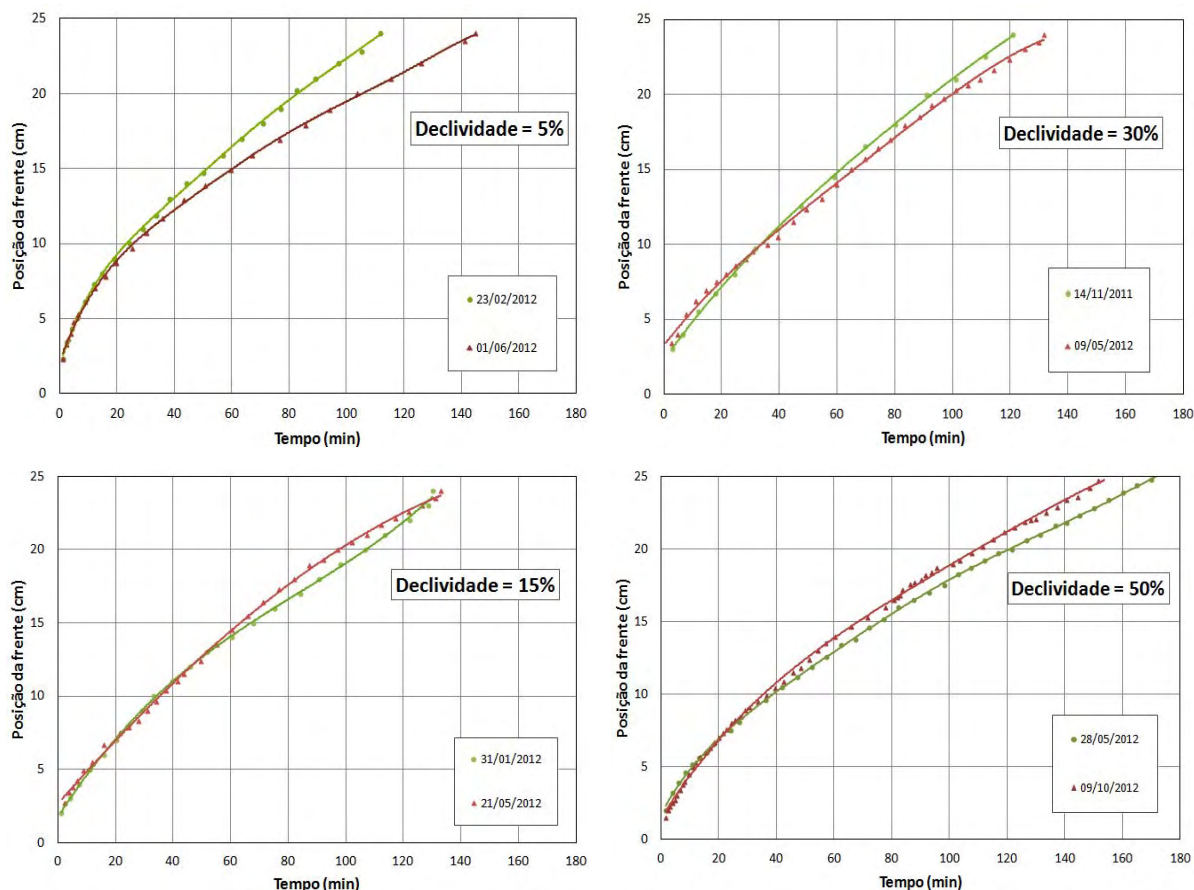 25
20
15
10
5
0
Posição da frente (cm)
Declividade = 5%
23/02/2012
01/06/2012
0 20 40 60 80 100 120 140 160 180
Tempo (min)
25
20
15
10
5
0
Posição da frente (cm)
Declividade = 30%
14/11/2011
09/05/2012
0 20 40 60 80 100 120 140 160 180
Tempo (min)
25
20
15
10
5
0
Posição da frente (cm)
Declividade = 15%
31/01/2012
21/05/2012
0 20 40 60 80 100 120 140 160 180
Tempo (min)
25
20
15
10
5
0
Posição da frente (cm)
Declividade = 50%
28/05/2012
09/10/2012
0 20 40 60 80 100 120 140 160 180
Tempo (min)